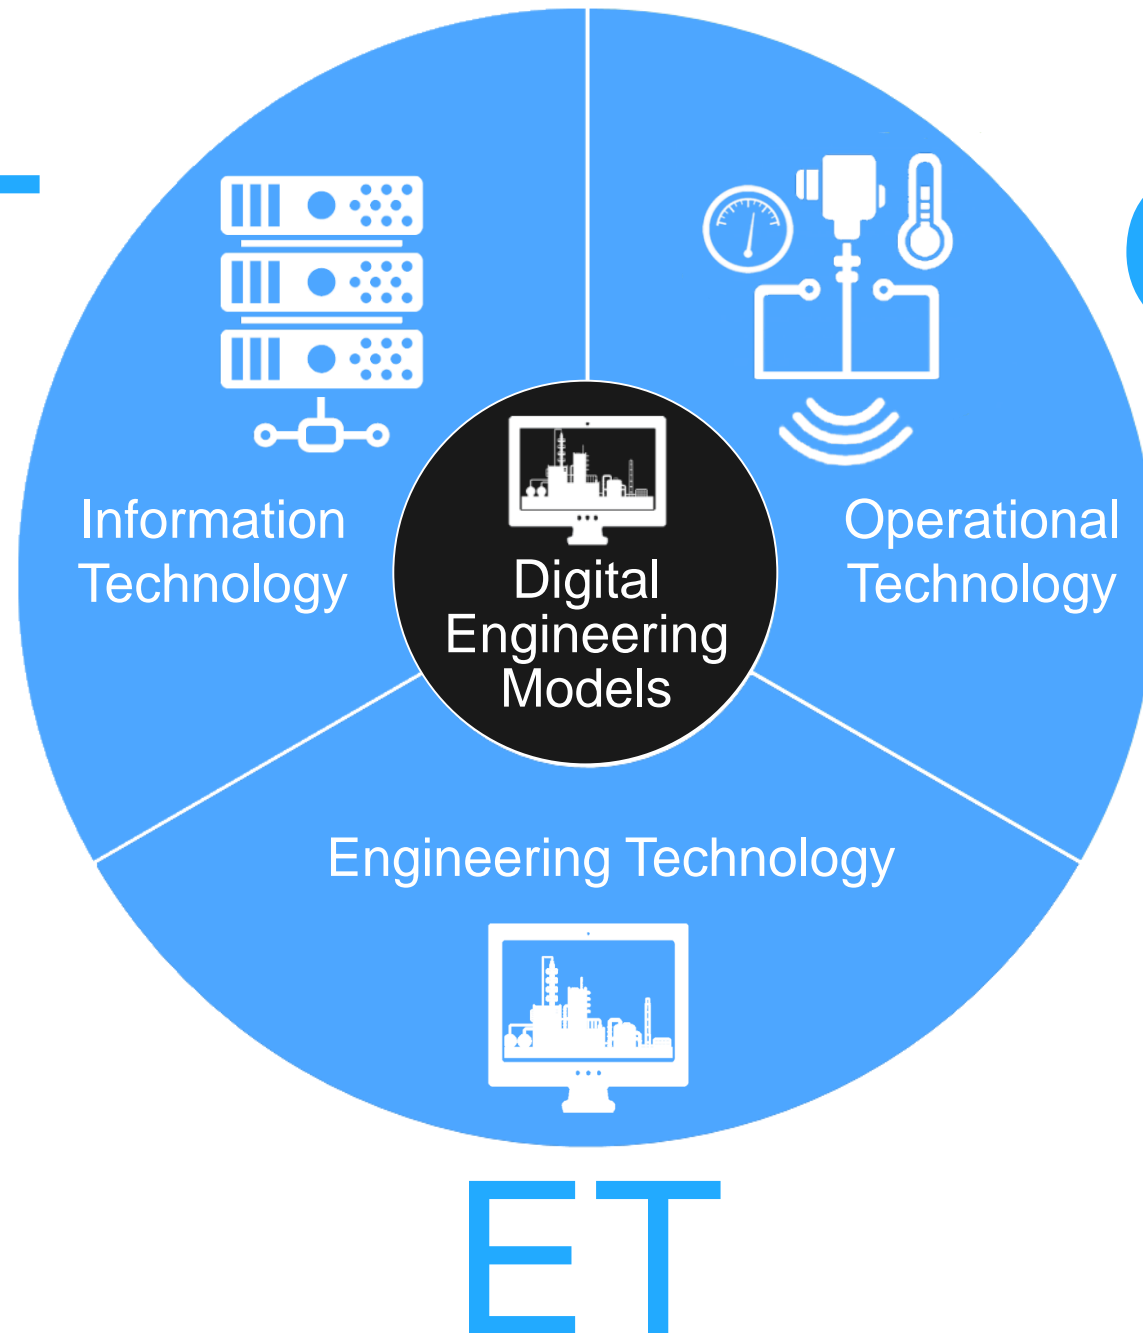 Information
Technology
Operational
Technology
Digital
Engineering
Models
Engineering Technology
ET